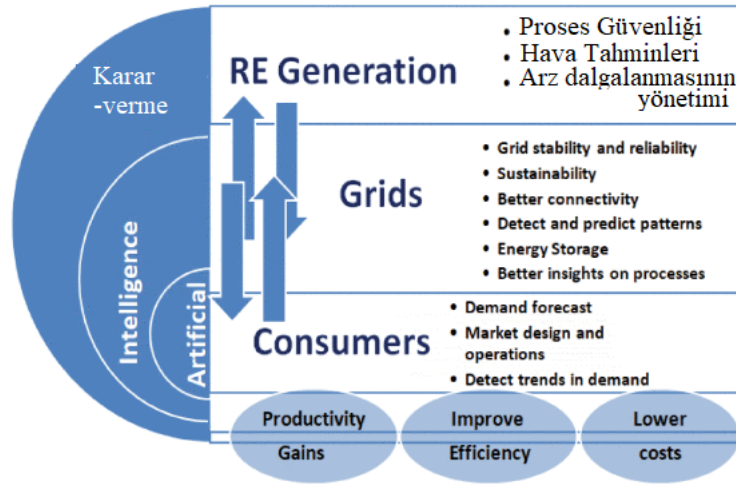 Karar
-verme
Intelligence
Artificial
RE Generation
• Proses Güvenliği
• Hava Tahminleri
• Arz dalgalanmasının
yönetimi
Grids
• Grid stability and reliability
• Sustainability
• Better connectivity
• Detect and predict patterns
• Energy Storage
• Better insights on processes
Consumers
• Demand forecast
• Market design and
operations
• Detect trends in demand
Productivity
Gains
Improve
Efficiency
Lower
costs